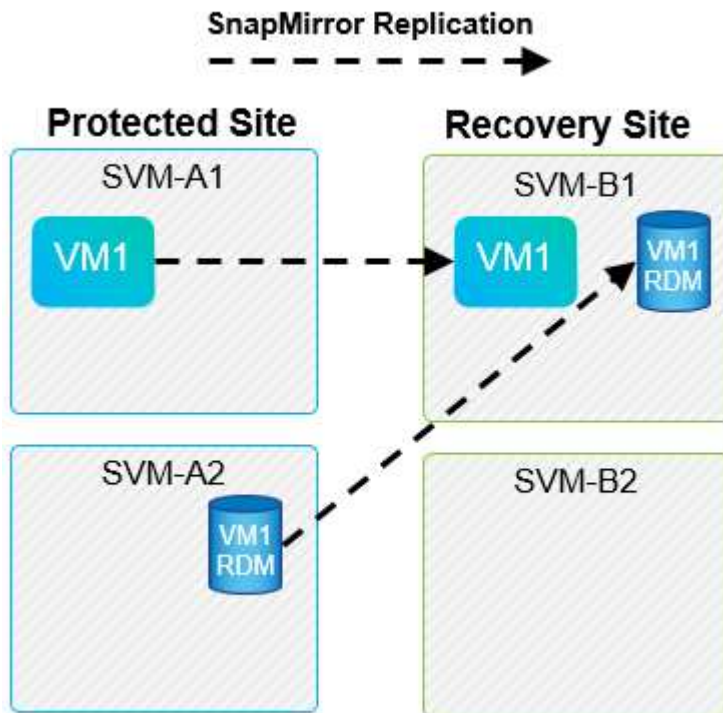 SnapMirror Replication
Protected Site
Recovery Site
SVM-A1
VM1
SVM-B1
VM1
VM1
RDM
SVM-A2
VM1
RDM
SVM-B2